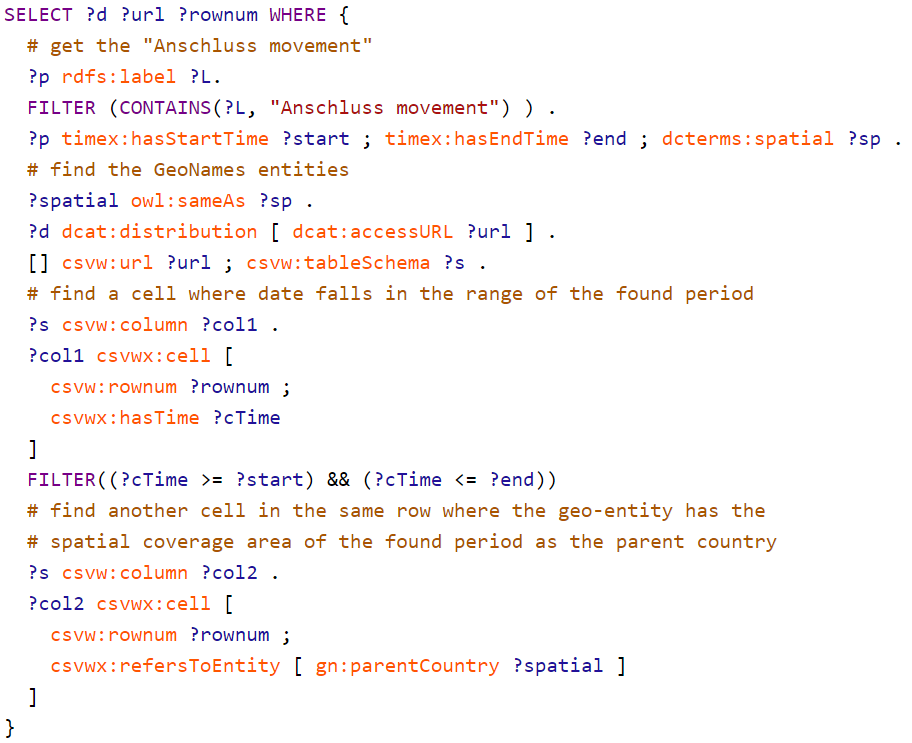 SELECT ?d ?url ?rownum WHERE {
  # get the "Anschluss movement"
  ?p rdfs:label ?L.
  FILTER (CONTAINS(?L, "Anschluss movement") ) .
  ?p timex:hasStartTime ?start ; timex:hasEndTime ?end ; dcterms:spatial ?sp .
  # find the GeoNames entities
  ?spatial owl:sameAs ?sp .
  ?d dcat:distribution [ dcat:accessURL ?url ] .
  [] csvw:url ?url ; csvw:tableSchema ?s .
  # find a cell where date falls in the range of the found period
  ?s csvw:column ?col1 .
  ?col1 csvwx:cell [
    csvw:rownum ?rownum ;
    csvwx:hasTime ?cTime
  ]
  FILTER((?cTime >= ?start) && (?cTime <= ?end))
  # find another cell in the same row where the geo-entity has the
  # spatial coverage area of the found period as the parent country
  ?s csvw:column ?col2 .
  ?col2 csvwx:cell [
    csvw:rownum ?rownum ;
    csvwx:refersToEntity [ gn:parentCountry ?spatial ]
  ]
}